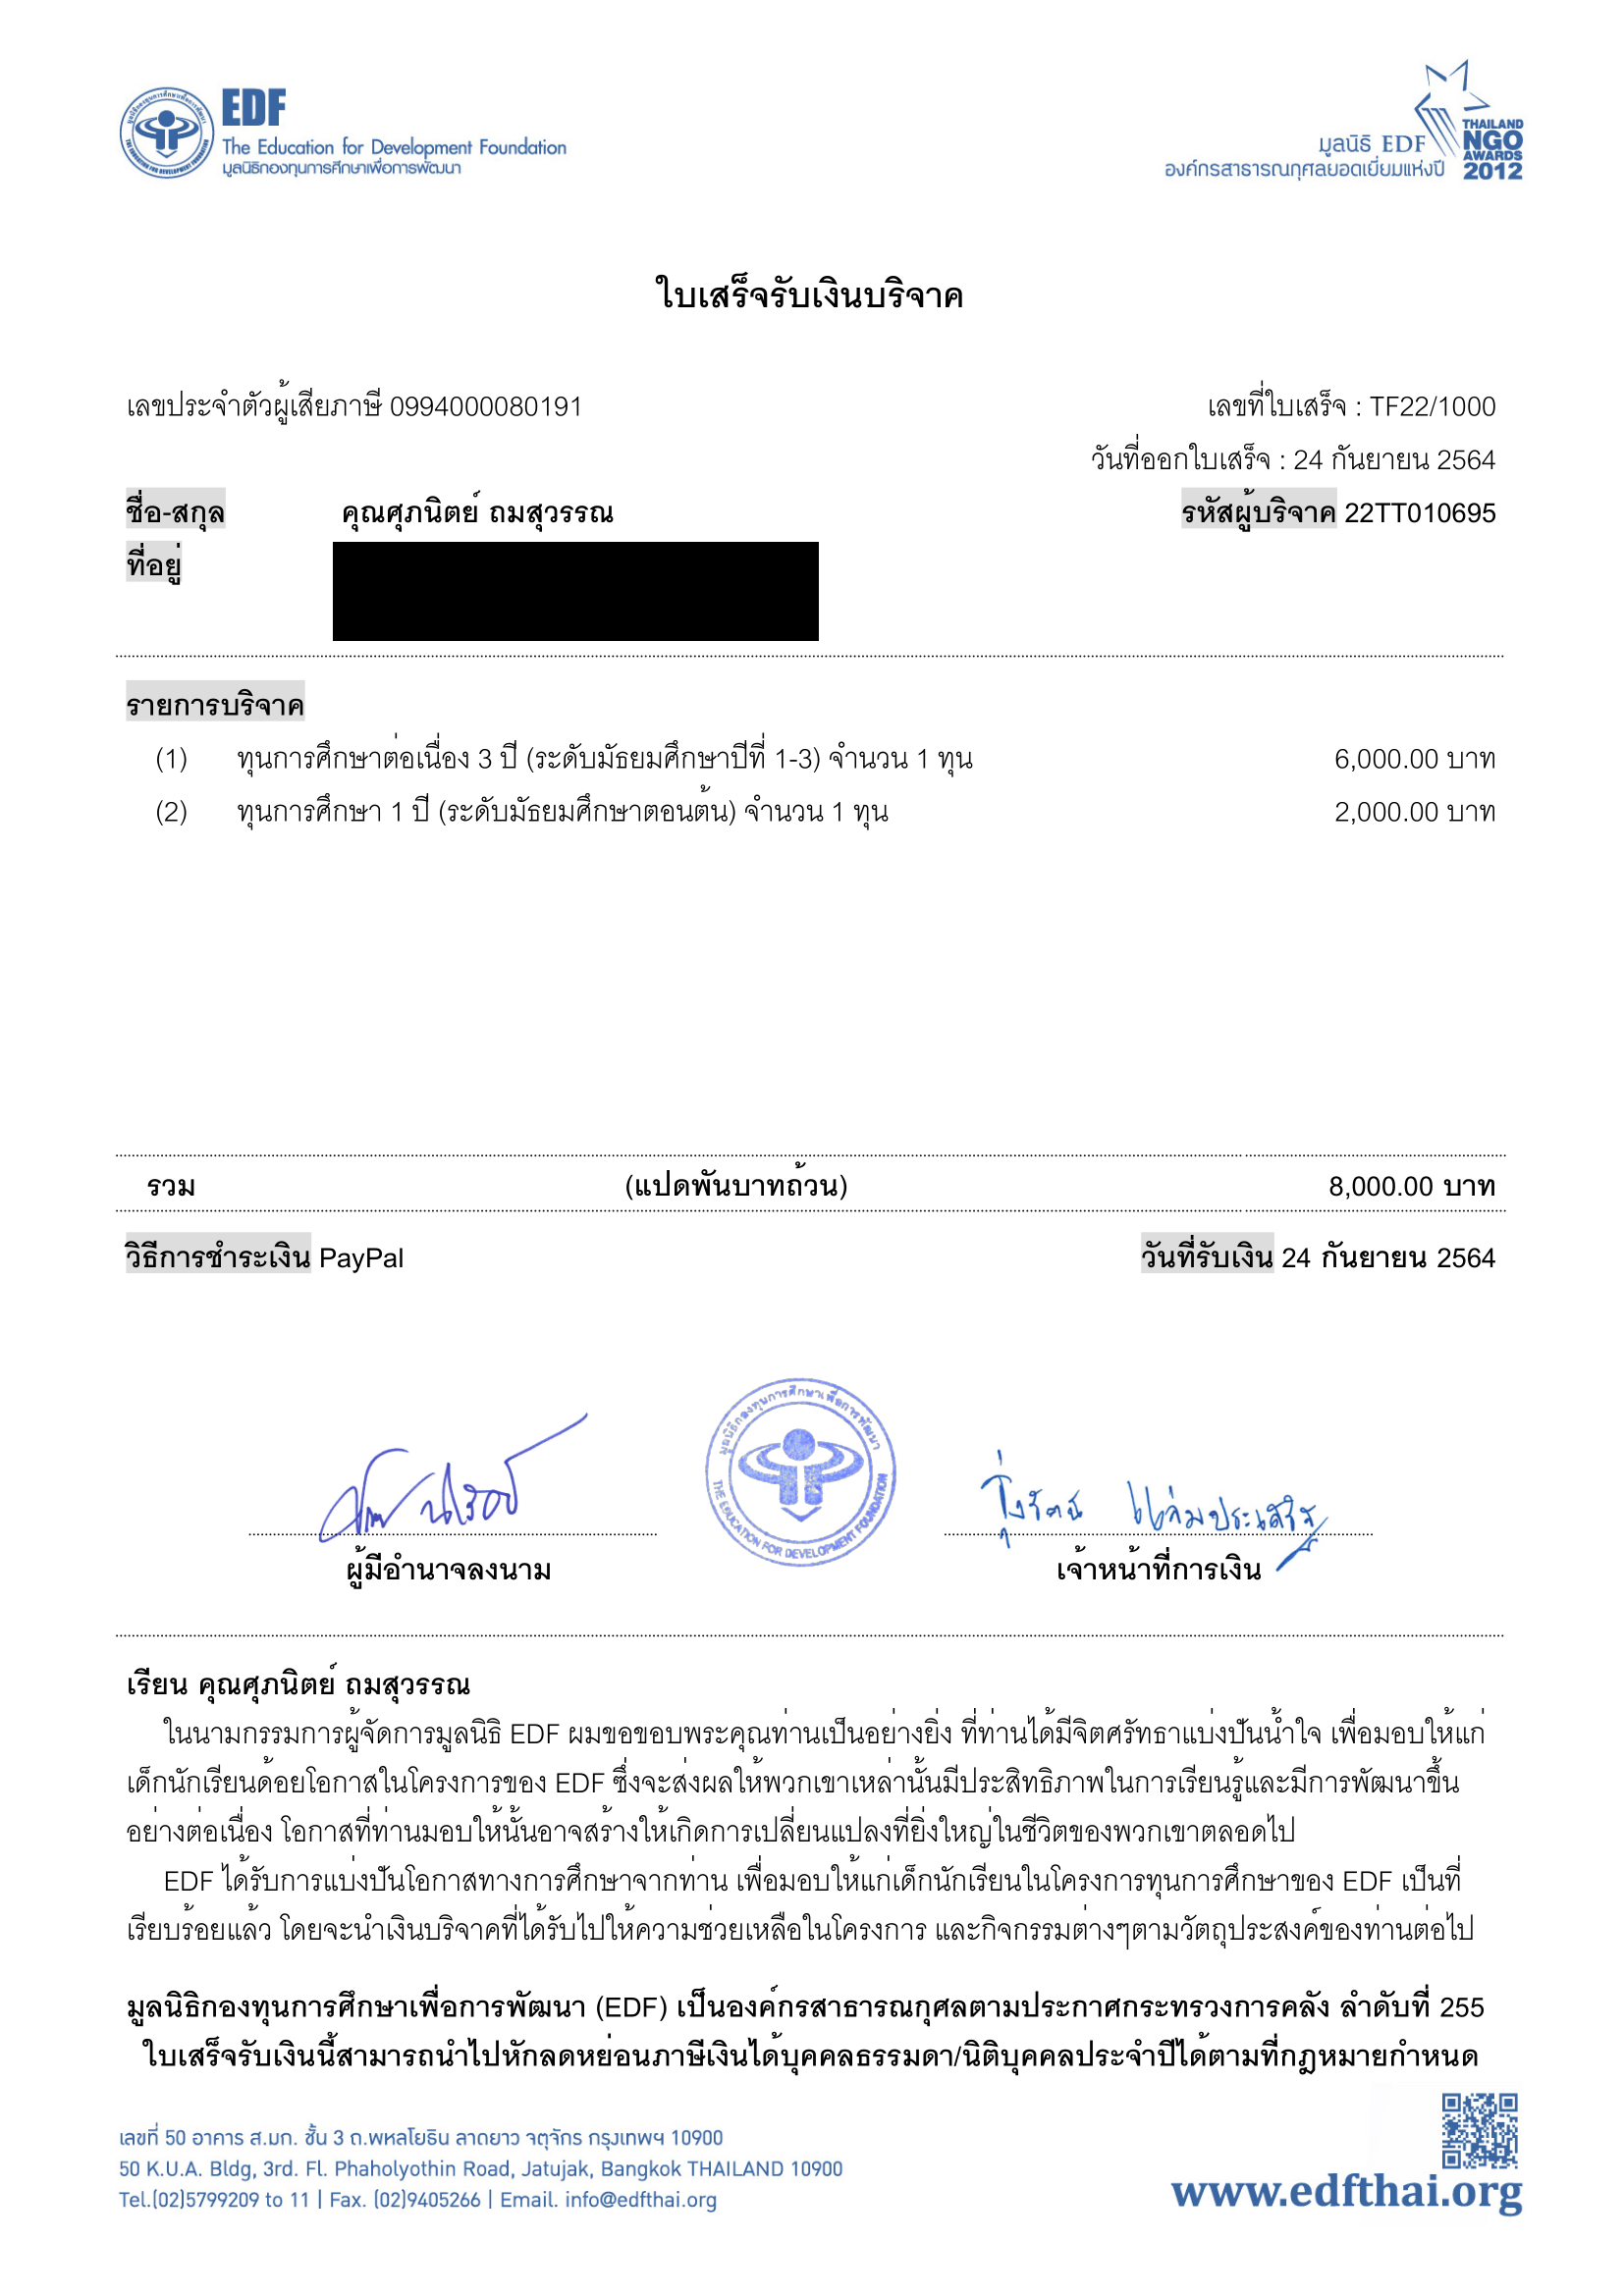 EDF
The Education for Development Foundation
มูลนิธิกองทุนการศึกษาเพื่อการพัฒนา
มูลนิธิ EDF
องค์กรสาธารณกุศลยอดเยี่ยมแห่งปี
THAILAND
NGO
AWARDS
2012
ใบเสร็จรับเงินบริจาค
เลขประจำตัวผู้เสียภาษี 0994000080191
เลขที่ใบเสร็จ : TF22/1000
วันที่ออกใบเสร็จ : 24 กันยายน 2564
ชื่อ-สกุล คุณศุภนิตย์ ถมสุวรรณ
รหัสผู้บริจาค 22TT010695
ที่อยู่
รายการบริจาค
(1) ทุนการศึกษาต่อเนื่อง 3 ปี (ระดับมัธยมศึกษาปีที่ 1-3) จำนวน 1 ทุน 6,000.00 บาท
(2) ทุนการศึกษา 1 ปี (ระดับมัธยมศึกษาตอนต้น) จำนวน 1 ทุน 2,000.00 บาท
รวม (แปดพันบาทถ้วน) 8,000.00 บาท
วิธีการชำระเงิน PayPal
วันที่รับเงิน 24 กันยายน 2564
มูลนิธิกองทุนการศึกษาเพื่อการพัฒนา
THE EDUCATION FOR DEVELOPMENT FOUNDATION
ผู้มีอำนาจลงนาม
เจ้าหน้าที่การเงิน
เรียน คุณศุภนิตย์ ถมสุวรรณ
ในนามกรรมการผู้จัดการมูลนิธิ EDF ผมขอขอบพระคุณท่านเป็นอย่างยิ่ง ที่ท่านได้มีจิตศรัทธาแบ่งปันน้ำใจ เพื่อมอบให้แก่
เด็กนักเรียนด้อยโอกาสในโครงการของ EDF ซึ่งจะส่งผลให้พวกเขาเหล่านั้นมีประสิทธิภาพในการเรียนรู้และมีการพัฒนาขึ้น
อย่างต่อเนื่อง โอกาสที่ท่านมอบให้นั้นอาจสร้างให้เกิดการเปลี่ยนแปลงที่ยิ่งใหญ่ในชีวิตของพวกเขาตลอดไป
EDF ได้รับการแบ่งปันโอกาสทางการศึกษาจากท่าน เพื่อมอบให้แก่เด็กนักเรียนในโครงการทุนการศึกษาของ EDF เป็นที่
เรียบร้อยแล้ว โดยจะนำเงินบริจาคที่ได้รับไปให้ความช่วยเหลือในโครงการ และกิจกรรมต่างๆตามวัตถุประสงค์ของท่านต่อไป
มูลนิธิกองทุนการศึกษาเพื่อการพัฒนา (EDF) เป็นองค์กรสาธารณกุศลตามประกาศกระทรวงการคลัง ลำดับที่ 255
ใบเสร็จรับเงินนี้สามารถนำไปหักลดหย่อนภาษีเงินได้บุคคลธรรมดา/นิติบุคคลประจำปีได้ตามที่กฎหมายกำหนด
เลขที่ 50 อาคาร ส.มก. ชั้น 3 ถ.พหลโยธิน ลาดยาว จตุจักร กรุงเทพฯ 10900
50 K.U.A. Bldg, 3rd. Fl. Phaholyothin Road, Jatujak, Bangkok THAILAND 10900
Tel.(02)5799209 to 11 | Fax. (02)9405266 | Email. info@edfthai.org
www.edfthai.org